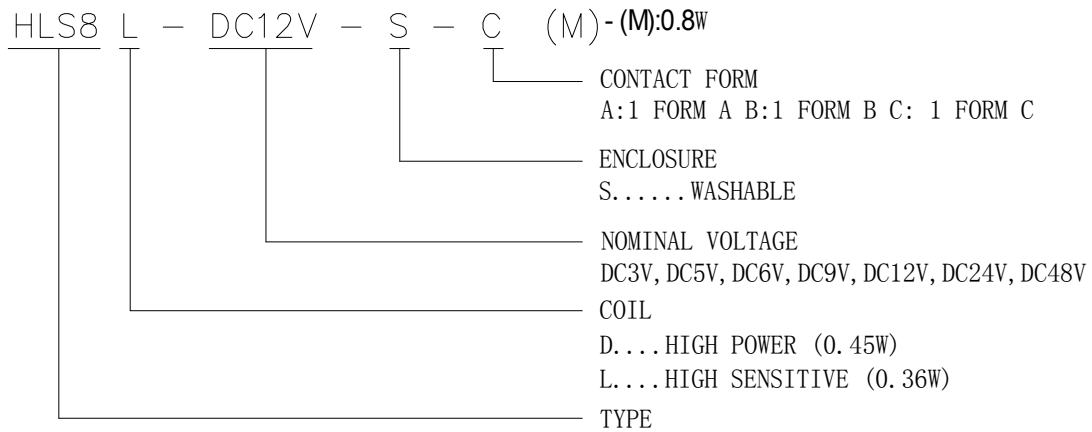 HLS8 L - DC12V - S - C (M) - (M):0.8W
CONTACT FORM
A:1 FORM A B:1 FORM B C: 1 FORM C
ENCLOSURE
S......WASHABLE
NOMINAL VOLTAGE
DC3V,DC5V,DC6V,DC9V,DC12V,DC24V,DC48V
COIL
D....HIGH POWER (0.45W)
L....HIGH SENSITIVE (0.36W)
TYPE